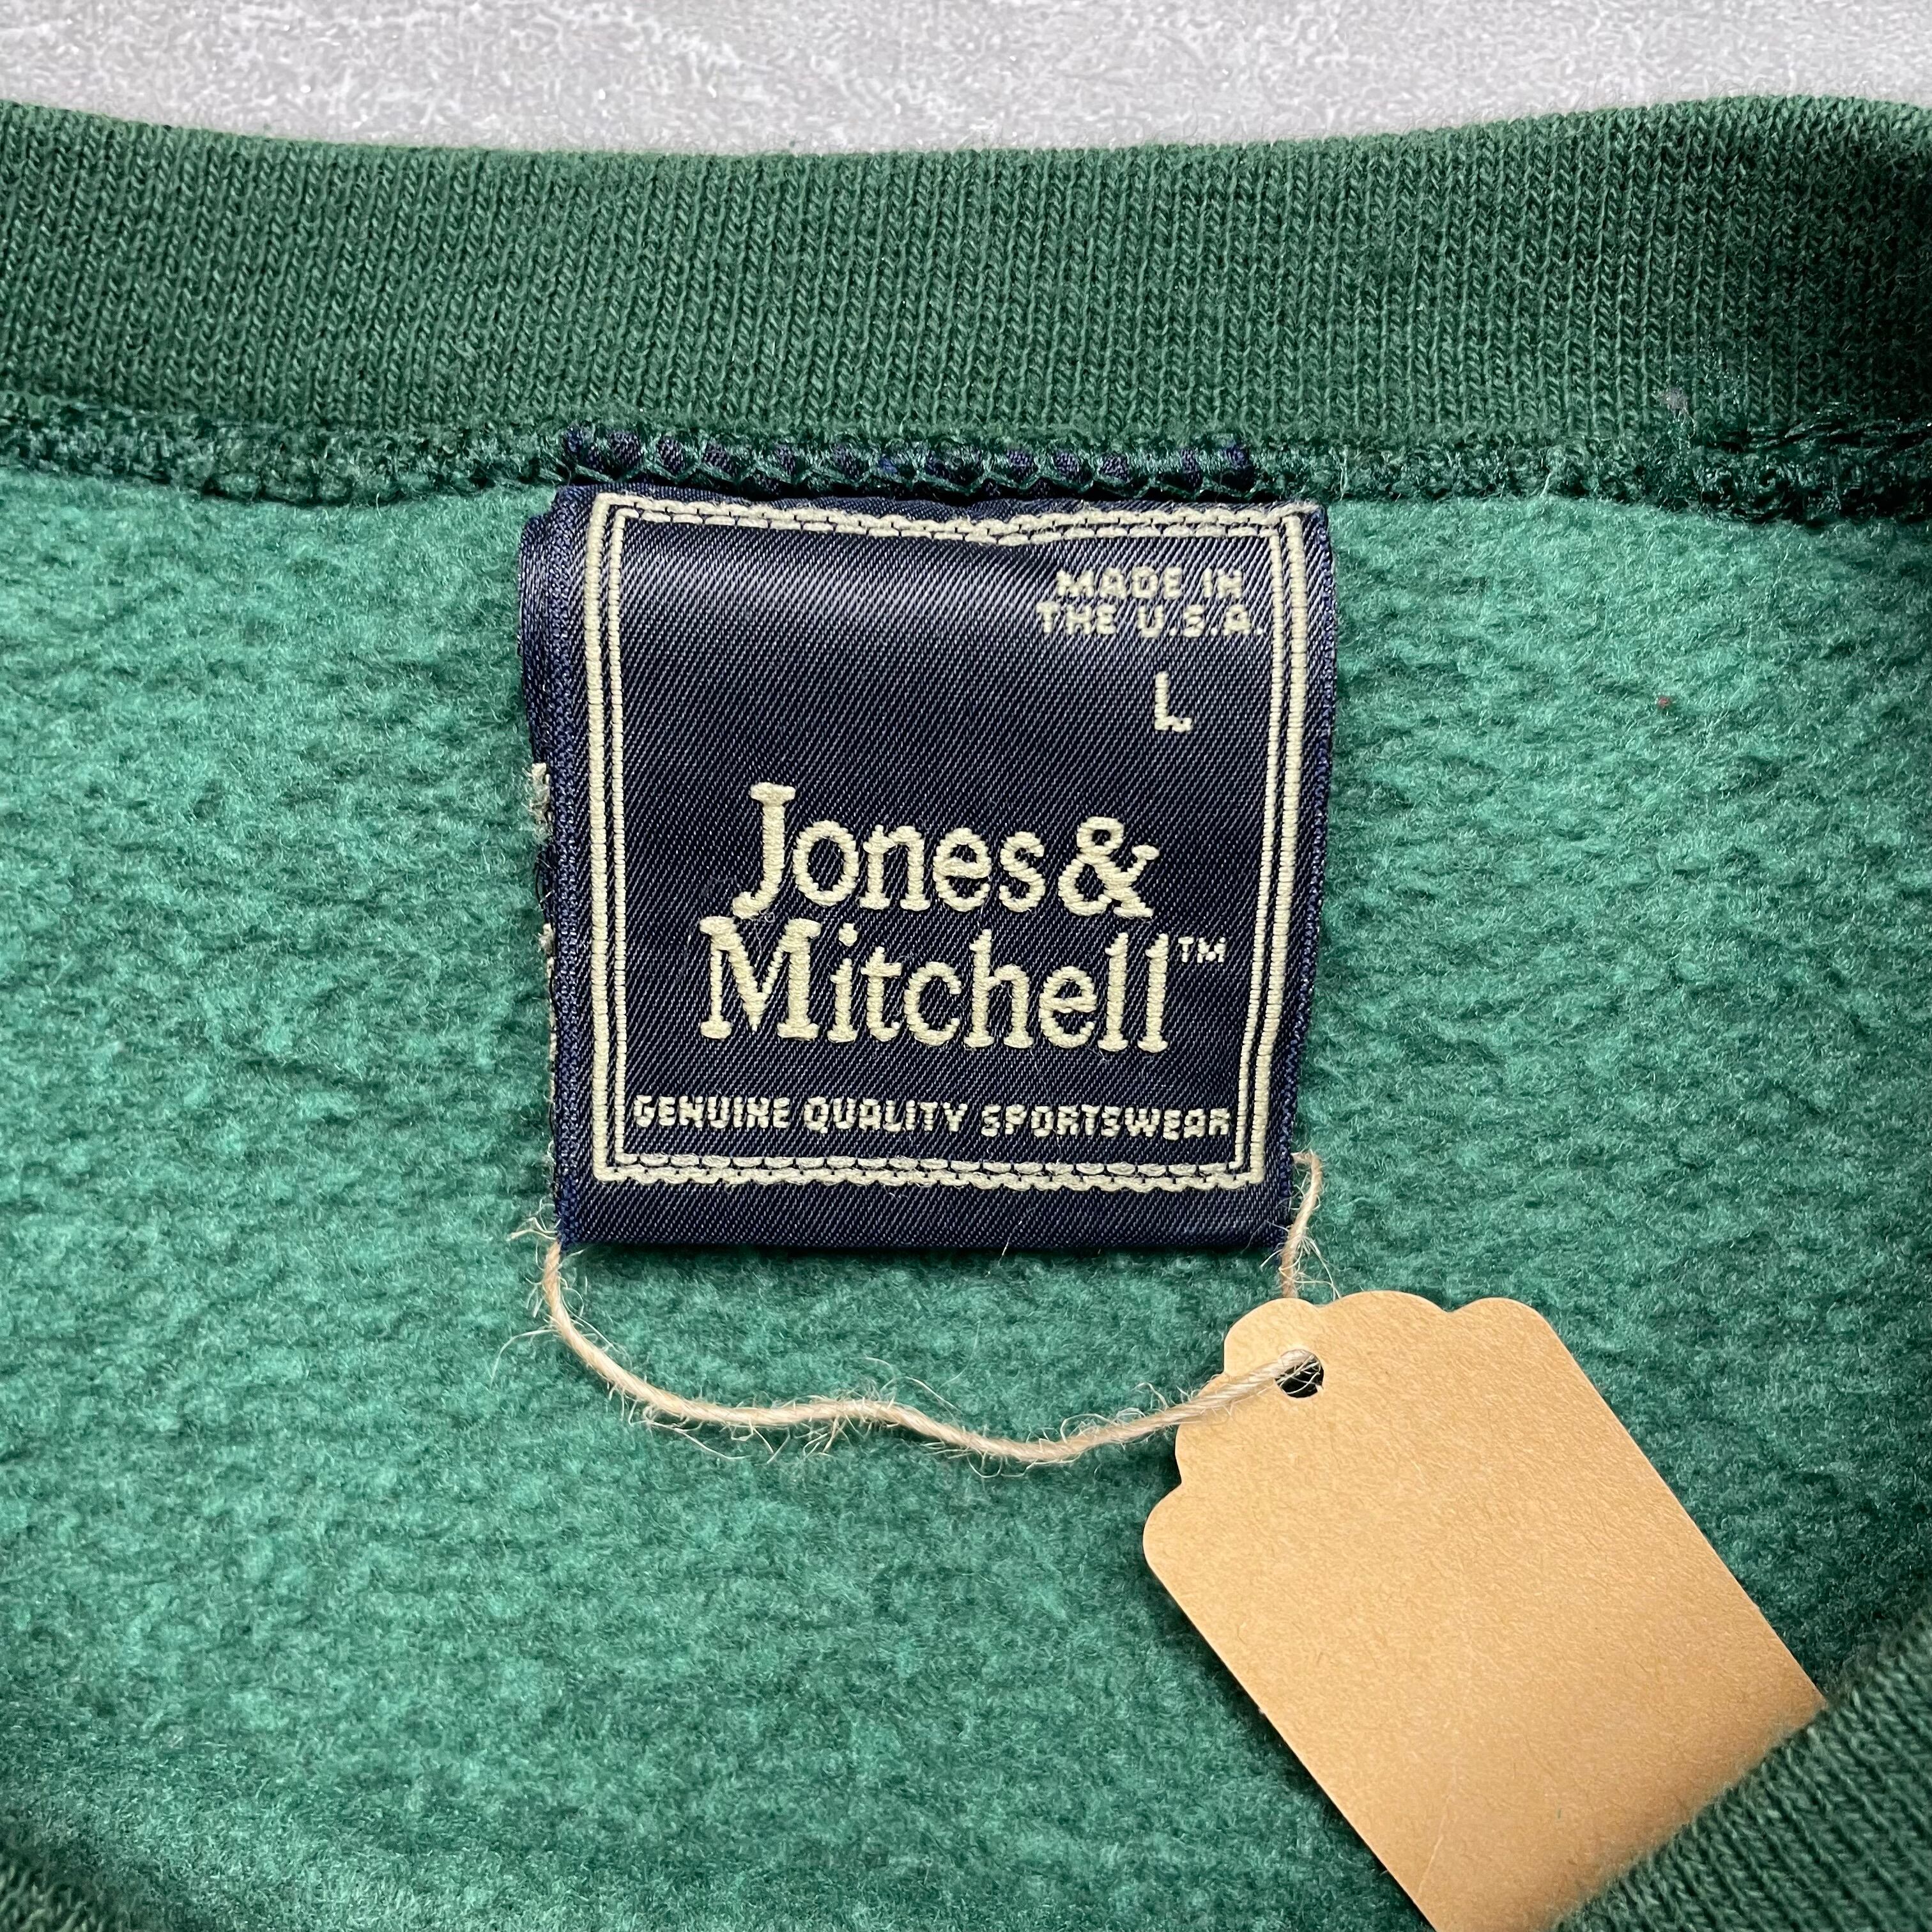 MADE IN
THE U.S.A.
L
Jones &
Mitchell™
GENUINE QUALITY SPORTSWEAR